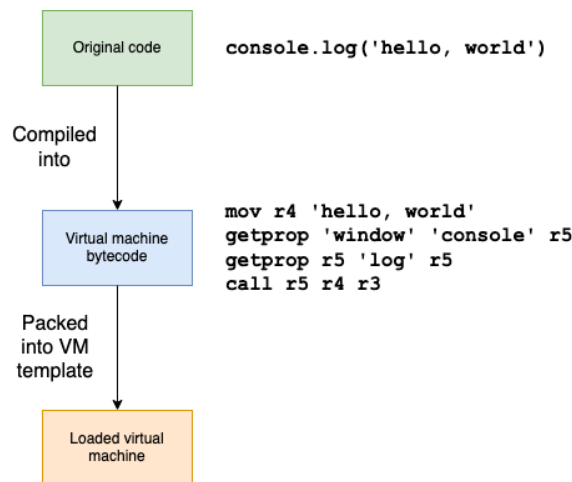 Original code
console.log('hello, world')
Compiled
into
Virtual machine
bytecode
mov r4 'hello, world'
getprop 'window' 'console' r5
getprop r5 'log' r5
call r5 r4 r3
Packed
into VM
template
Loaded virtual
machine